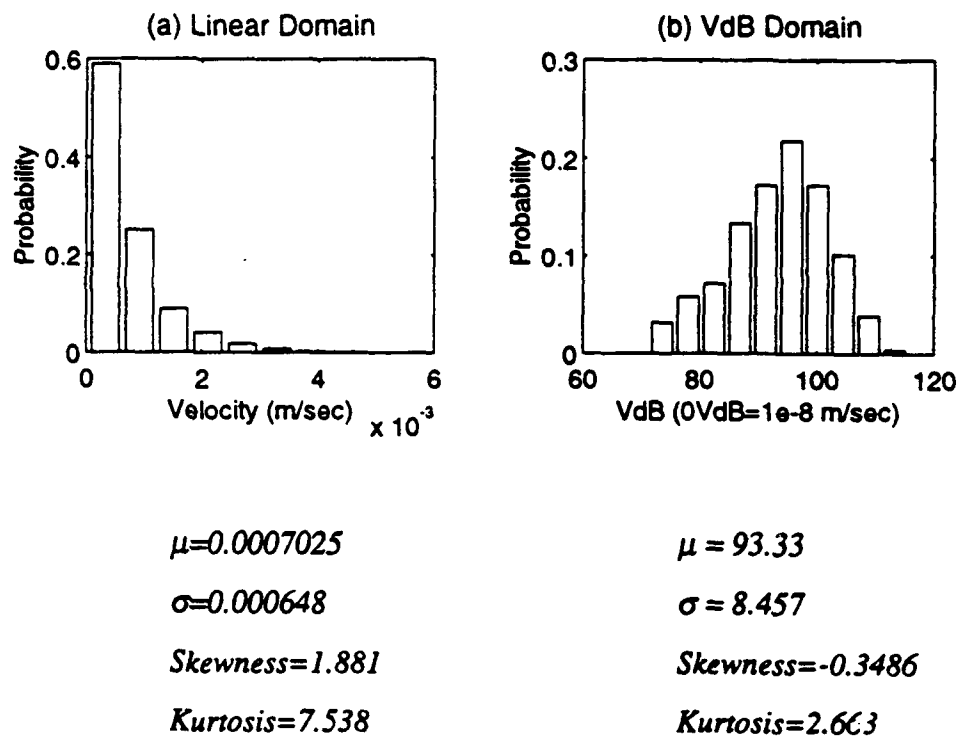 (a) Linear Domain
0.6
0.4
0.2
0
Probability
0 2 4 6
Velocity (m/sec)
x 10^-3
(b) VdB Domain
0.3
0.2
0.1
0
Probability
60 80 100 120
VdB (0VdB=1e-8 m/sec)
μ=0.0007025
σ=0.000648
Skewness=1.881
Kurtosis=7.538
μ = 93.33
σ = 8.457
Skewness=-0.3486